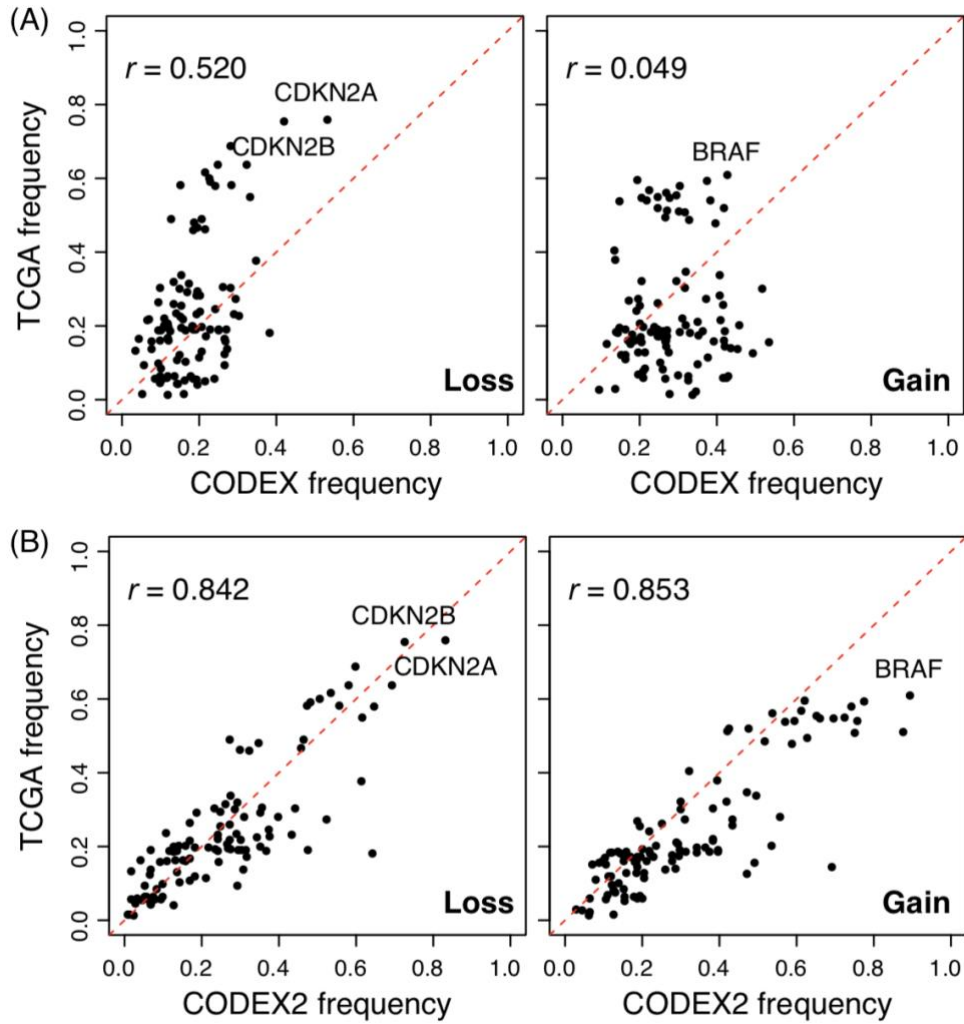 (A)
TCGA frequency
1.0
0.8
0.6
0.4
0.2
0.0
r = 0.520
CDKN2A
CDKN2B
Loss
0.0 0.2 0.4 0.6 0.8 1.0
CODEX frequency
r = 0.049
BRAF
Gain
0.0 0.2 0.4 0.6 0.8 1.0
CODEX frequency
(B)
TCGA frequency
1.0
0.8
0.6
0.4
0.2
0.0
r = 0.842
CDKN2B
CDKN2A
Loss
0.0 0.2 0.4 0.6 0.8 1.0
CODEX2 frequency
r = 0.853
BRAF
Gain
0.0 0.2 0.4 0.6 0.8 1.0
CODEX2 frequency